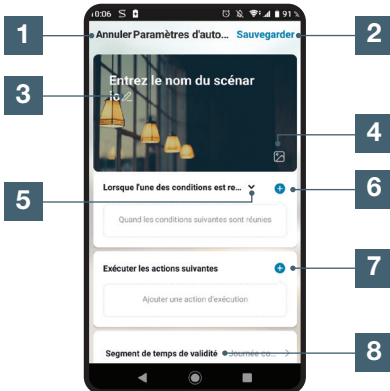 10:06 S 91%
1
2
Annuler Paramètres d'auto... Sauvegarder
3
Entrez le nom du scénar
io
4
5
Lorsque l'une des conditions est re...
6
Quand les conditions suivantes sont réunies
Exécuter les actions suivantes
7
Ajouter une action d'exécution
Segment de temps de validité Journée co... >
8